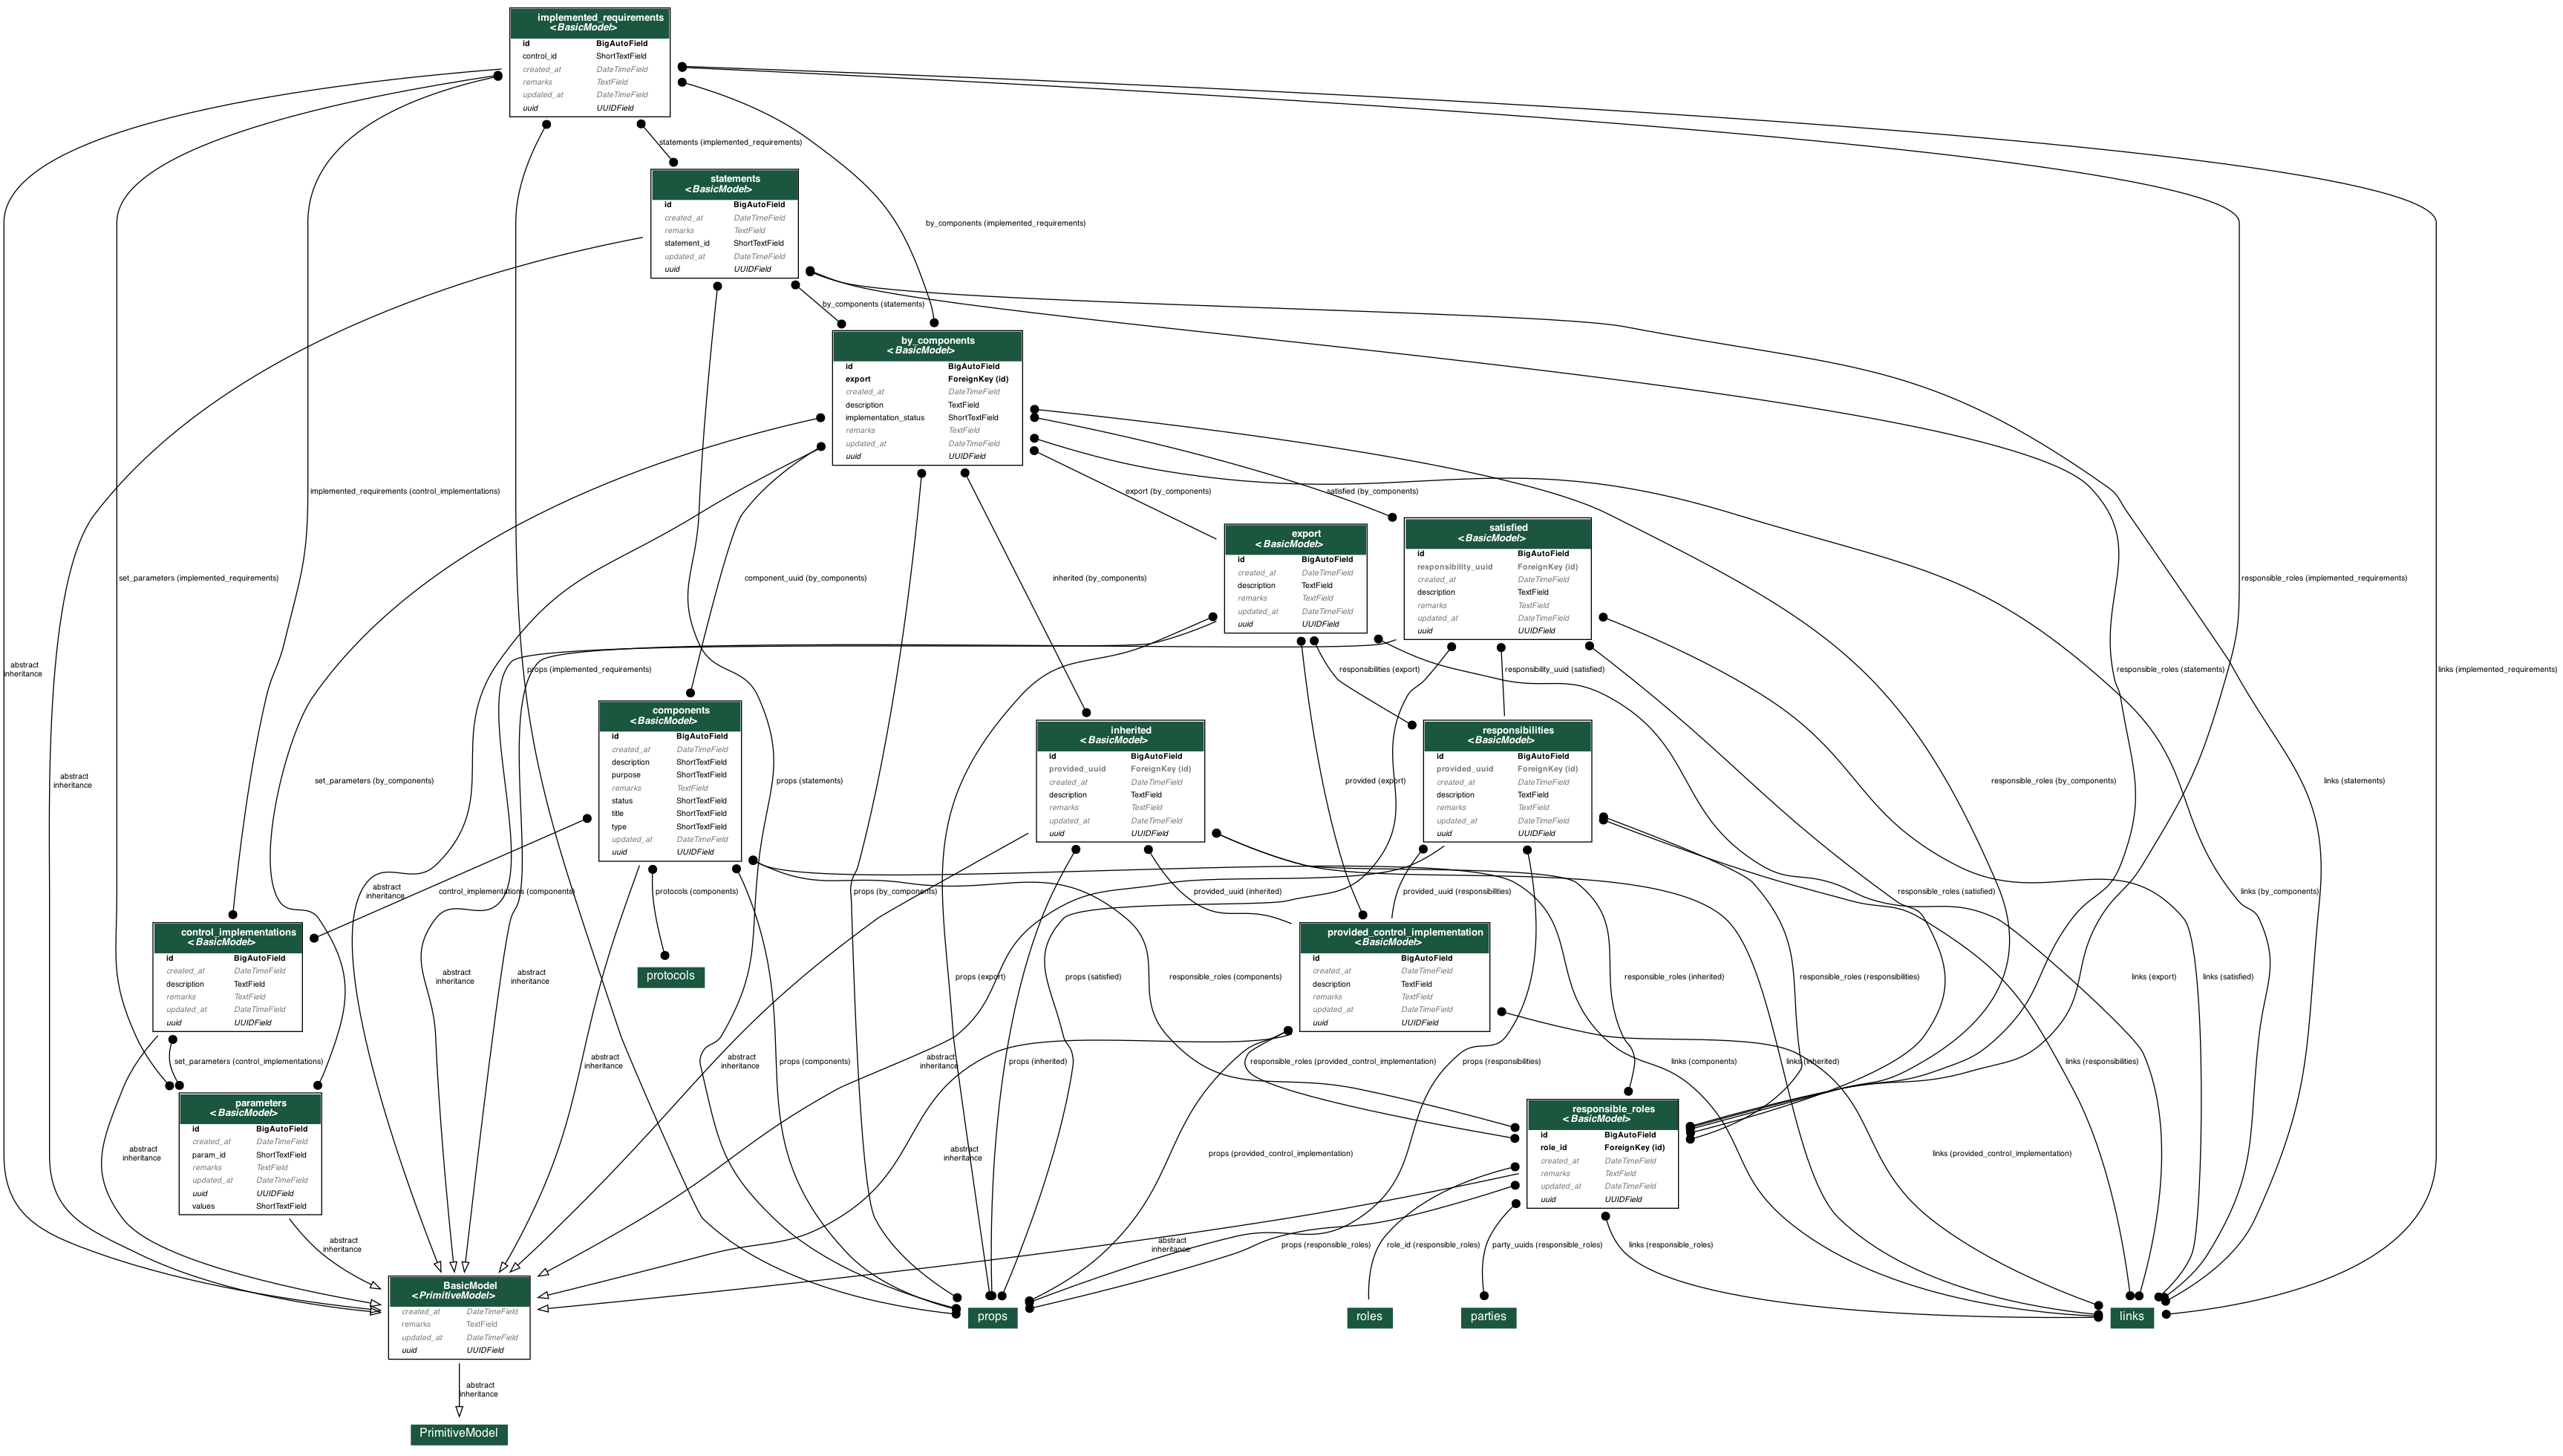 implemented_requirements
<BasicModel>
id BigAutoField
control_id ShortTextField
created_at DateTimeField
remarks TextField
updated_at DateTimeField
uuid UUIDField
statements (implemented_requirements)
statements
<BasicModel>
id BigAutoField
created_at DateTimeField
remarks TextField
statement_id ShortTextField
updated_at DateTimeField
uuid UUIDField
by_components (implemented_requirements)
by_components (statements)
by_components
<BasicModel>
id BigAutoField
export ForeignKey (id)
created_at DateTimeField
description TextField
implementation_status ShortTextField
remarks TextField
updated_at DateTimeField
uuid UUIDField
implemented_requirements (control_implementations)
export (by_components)
satisfied (by_components)
export
<BasicModel>
id BigAutoField
created_at DateTimeField
description TextField
remarks TextField
updated_at DateTimeField
uuid UUIDField
satisfied
<BasicModel>
id BigAutoField
responsibility_uuid ForeignKey (id)
created_at DateTimeField
description TextField
remarks TextField
updated_at DateTimeField
uuid UUIDField
set_parameters (implemented_requirements)
component_uuid (by_components)
inherited (by_components)
responsible_roles (implemented_requirements)
abstract
inheritance
props (implemented_requirements)
responsibilities (export)
responsibility_uuid (satisfied)
responsible_roles (statements)
links (implemented_requirements)
components
<BasicModel>
id BigAutoField
created_at DateTimeField
description ShortTextField
purpose ShortTextField
remarks TextField
status ShortTextField
title ShortTextField
type ShortTextField
updated_at DateTimeField
uuid UUIDField
inherited
<BasicModel>
id BigAutoField
provided_uuid ForeignKey (id)
created_at DateTimeField
description TextField
remarks TextField
updated_at DateTimeField
uuid UUIDField
responsibilities
<BasicModel>
id BigAutoField
provided_uuid ForeignKey (id)
created_at DateTimeField
description TextField
remarks TextField
updated_at DateTimeField
uuid UUIDField
abstract
inheritance
set_parameters (by_components)
props (statements)
provided (export)
responsible_roles (by_components)
links (statements)
abstract
inheritance
control_implementations (components)
protocols (components)
props (by_components)
provided_uuid (inherited)
provided_uuid (responsibilities)
responsible_roles (satisfied)
links (by_components)
control_implementations
<BasicModel>
id BigAutoField
created_at DateTimeField
description TextField
remarks TextField
updated_at DateTimeField
uuid UUIDField
provided_control_implementation
<BasicModel>
id BigAutoField
created_at DateTimeField
description TextField
remarks TextField
updated_at DateTimeField
uuid UUIDField
abstract
inheritance
abstract
inheritance
protocols
props (export)
props (satisfied)
responsible_roles (components)
responsible_roles (inherited)
responsible_roles (responsibilities)
links (export)
links (satisfied)
set_parameters (control_implementations)
abstract
inheritance
abstract
inheritance
props (components)
abstract
inheritance
props (inherited)
responsible_roles (provided_control_implementation)
props (responsibilities)
links (components)
links (inherited)
links (responsibilities)
parameters
<BasicModel>
id BigAutoField
created_at DateTimeField
param_id ShortTextField
remarks TextField
updated_at DateTimeField
uuid UUIDField
values ShortTextField
responsible_roles
<BasicModel>
id BigAutoField
role_id ForeignKey (id)
created_at DateTimeField
remarks TextField
updated_at DateTimeField
uuid UUIDField
abstract
inheritance
abstract
inheritance
props (provided_control_implementation)
links (provided_control_implementation)
abstract
inheritance
abstract
inheritance
props (responsible_roles)
role_id (responsible_roles)
party_uuids (responsible_roles)
links (responsible_roles)
BasicModel
<PrimitiveModel>
created_at DateTimeField
remarks TextField
updated_at DateTimeField
uuid UUIDField
props
roles
parties
links
abstract
inheritance
PrimitiveModel